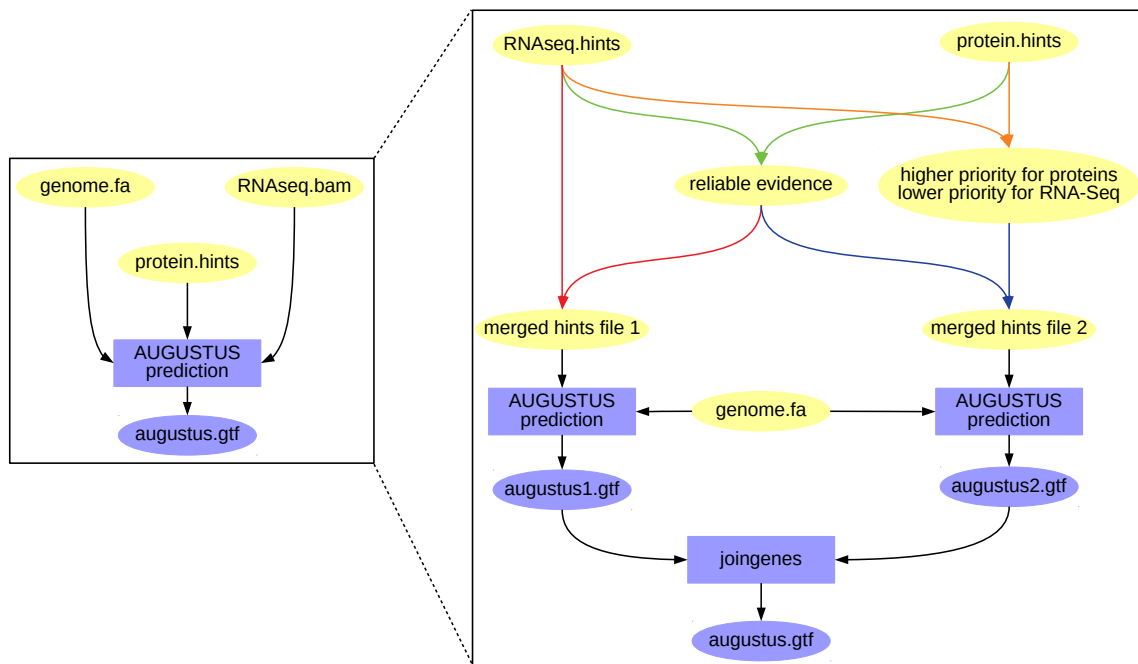 genome.fa
RNAseq.bam
protein.hints
AUGUSTUS
prediction
augustus.gtf
RNAseq.hints
protein.hints
reliable evidence
higher priority for proteins
lower priority for RNA-Seq
merged hints file 1
merged hints file 2
AUGUSTUS
prediction
genome.fa
AUGUSTUS
prediction
augustus1.gtf
augustus2.gtf
joingenes
augustus.gtf